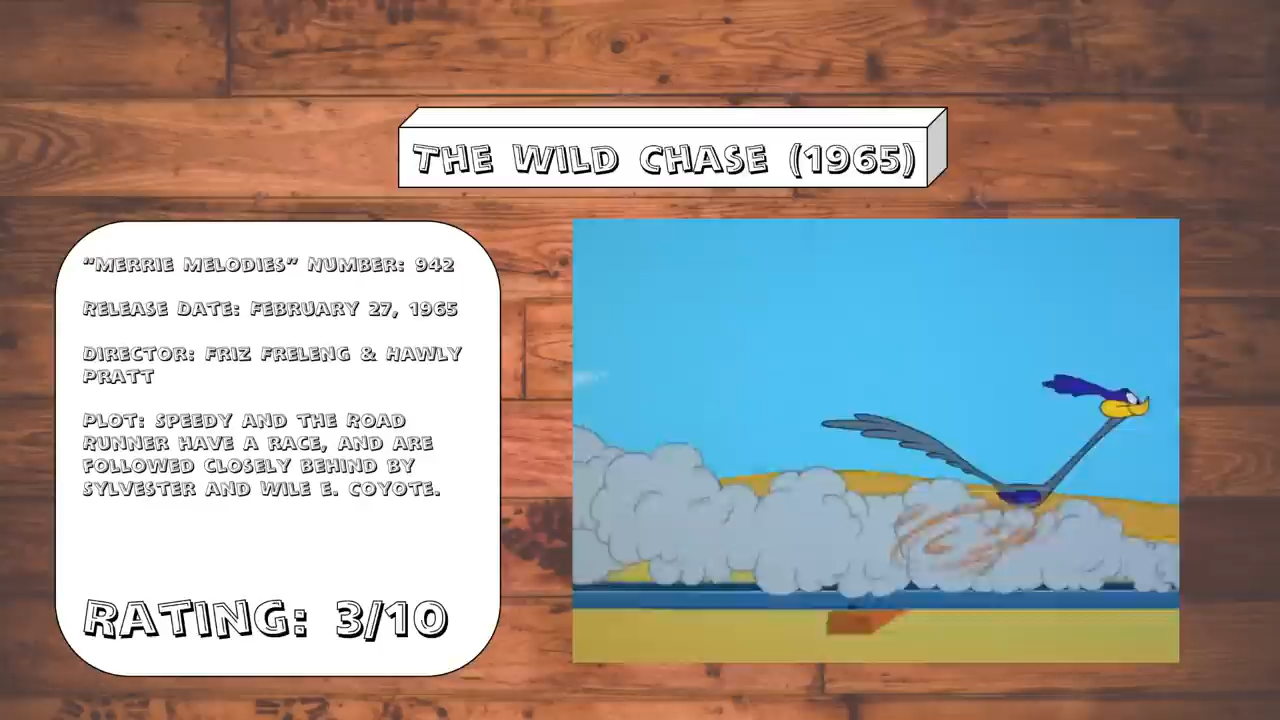 THE WILD CHASE (1965)
"MERRIE MELODIES" NUMBER: 942
RELEASE DATE: FEBRUARY 27, 1965
DIRECTOR: FRIZ FRELENG & HAWLY
PRATT
PLOT: SPEEDY AND THE ROAD
RUNNER HAVE A RACE, AND ARE
FOLLOWED CLOSELY BEHIND BY
SYLVESTER AND WILE E. COYOTE.
RATING: 3/10